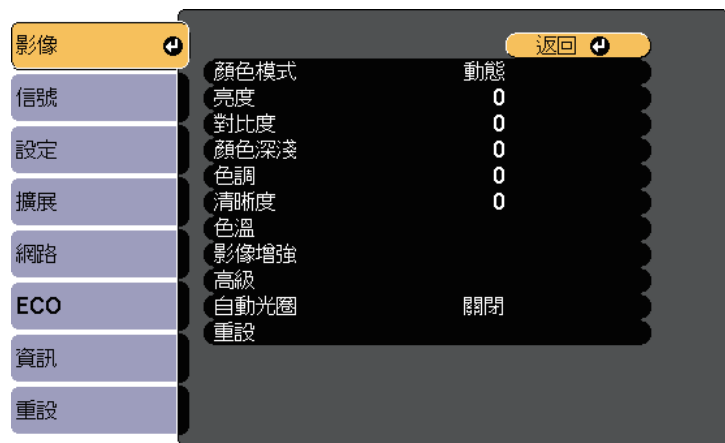 影像
信號
設定
擴展
網路
ECO
資訊
重設
返回
顏色模式 動態
亮度 0
對比度 0
顏色深淺 0
色調 0
清晰度 0
色溫
影像增強
高級
自動光圈 關閉
重設